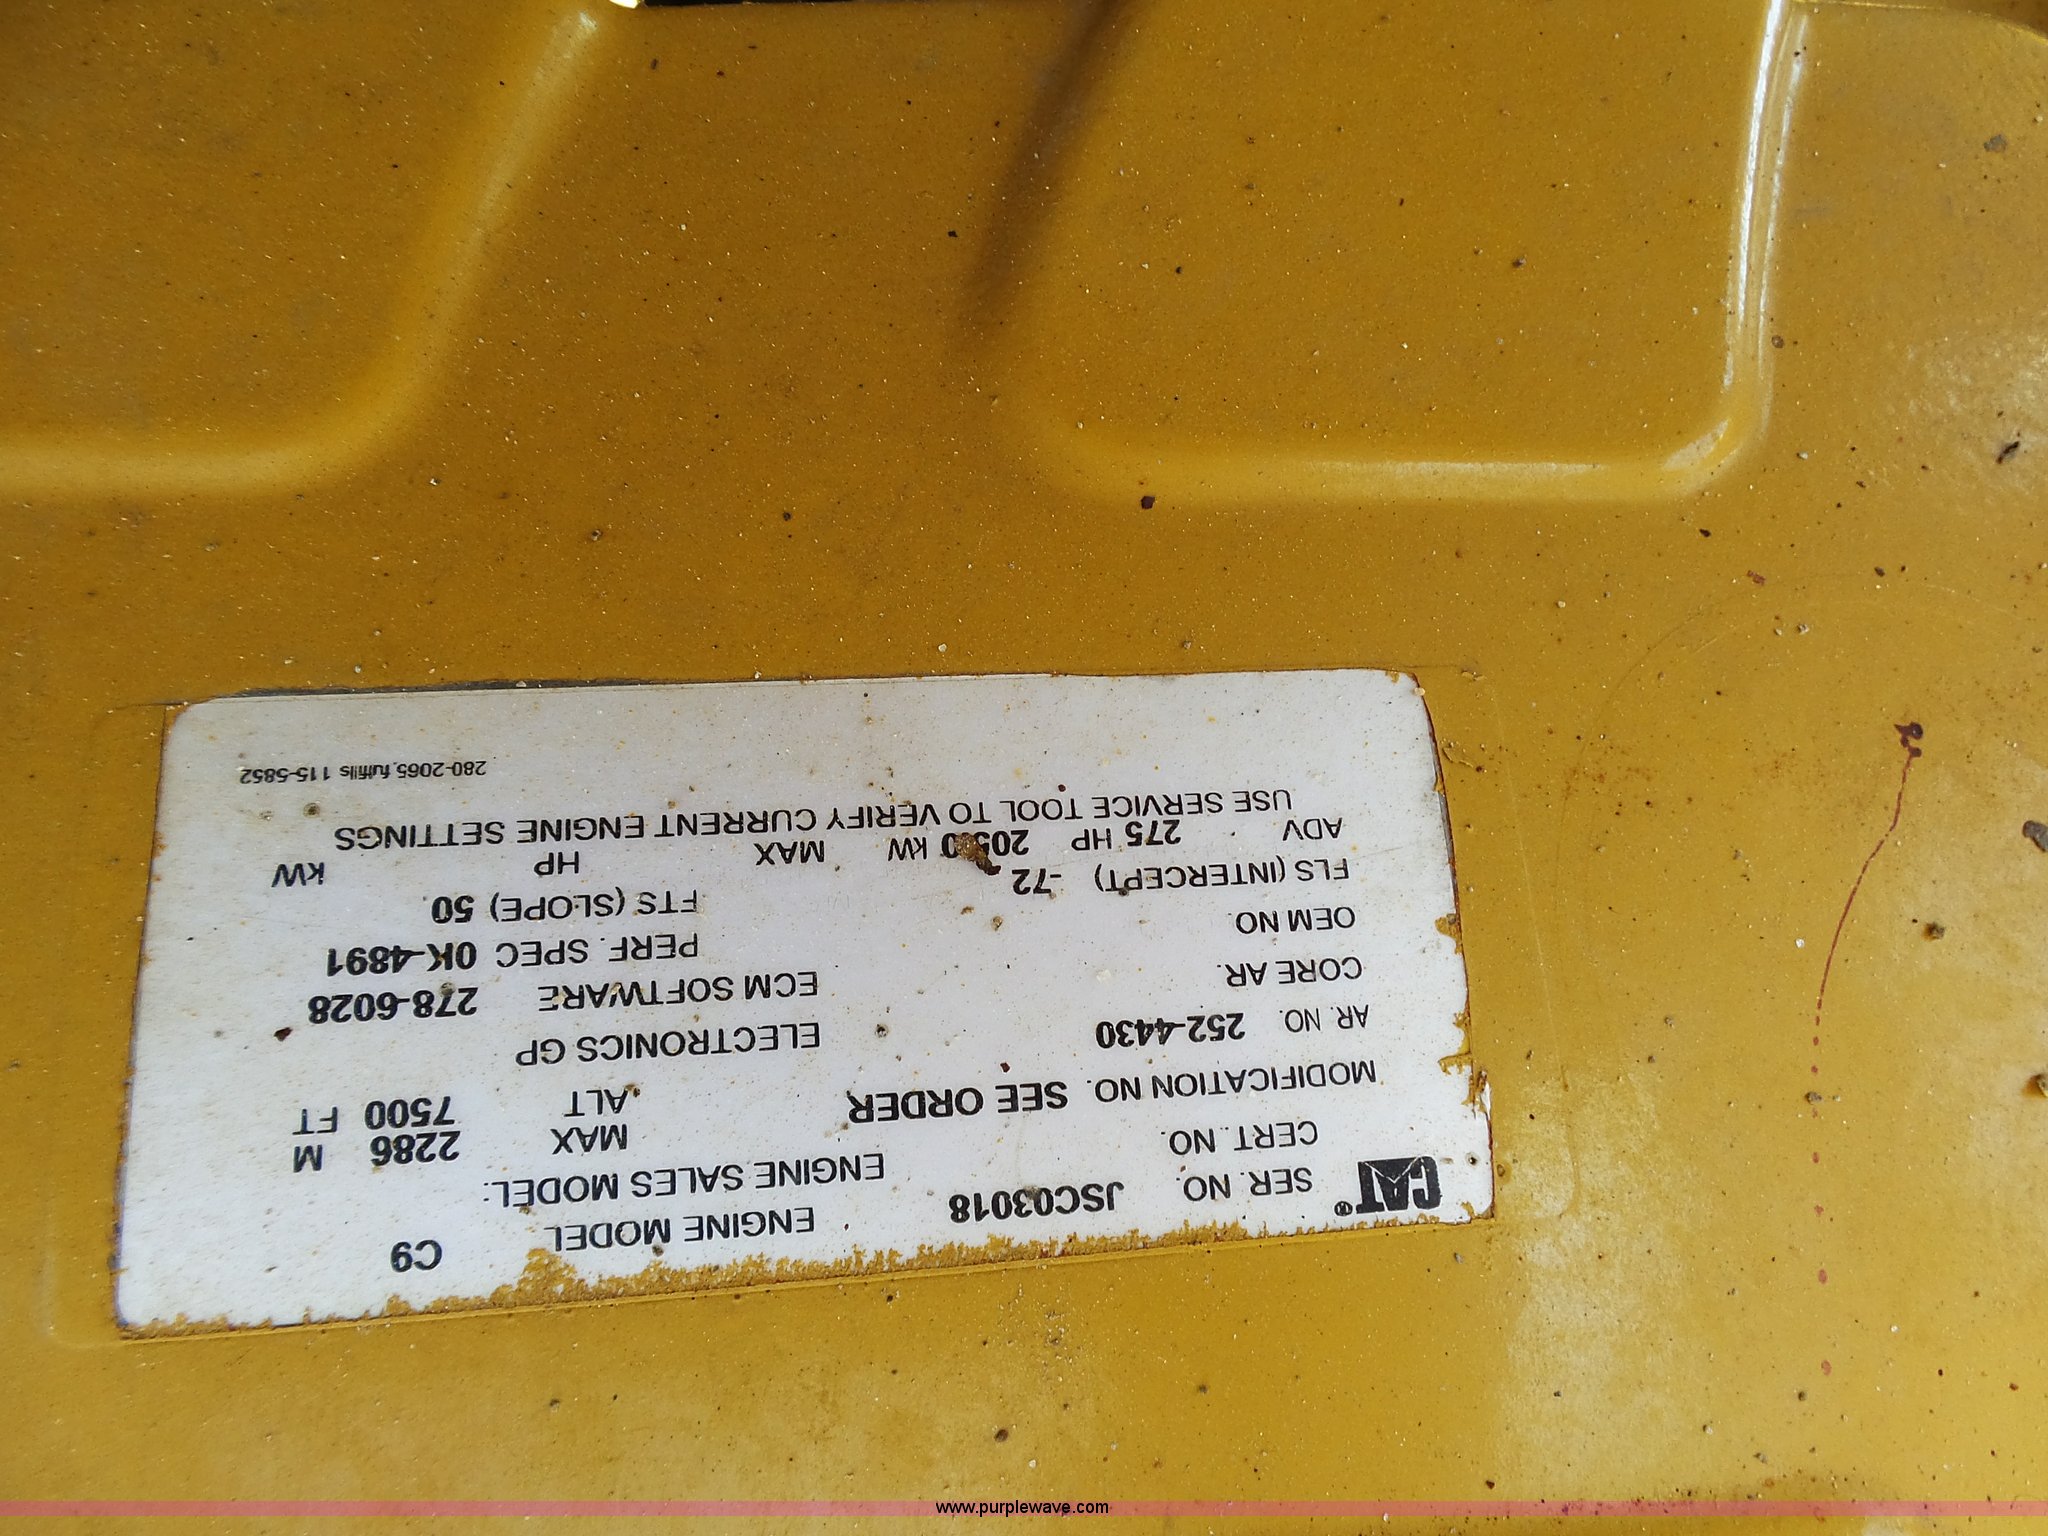 CAT®
SER. NO. JSC03018
ENGINE MODEL C9
CERT. NO.
ENGINE SALES MODEL:
MODIFICATION NO. SEE ORDER
MAX 2286 M
ALT 7500 FT
AR. NO. 252-4430
ELECTRONICS GP
CORE AR.
ECM SOFTWARE 278-6028
OEM NO
PERF. SPEC 0K-4891
FLS (INTERCEPT) -72
FTS (SLOPE) 50
ADV 275 HP kW
MAX HP kW
USE SERVICE TOOL TO VERIFY CURRENT ENGINE SETTINGS
280-2065 fulfills 115-5852
www.purplewave.com